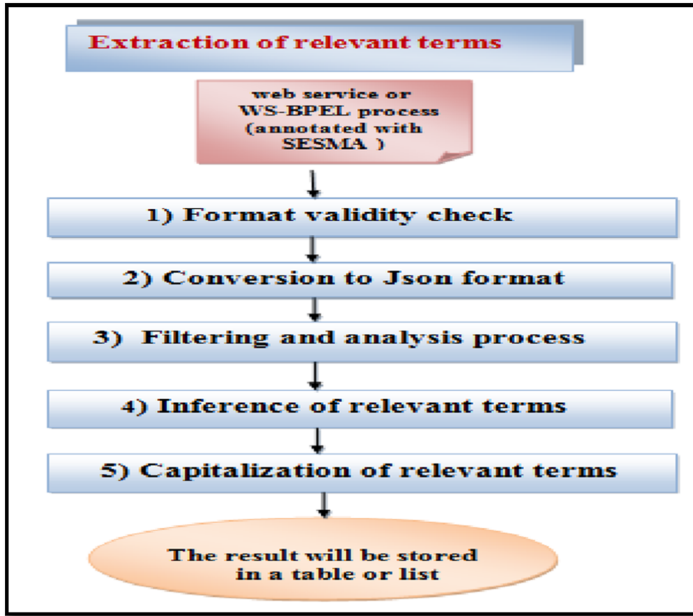 Extraction of relevant terms
web service or
WS-BPEL process
(annotated with
SESMA )
1) Format validity check
2) Conversion to Json format
3) Filtering and analysis process
4) Inference of relevant terms
5) Capitalization of relevant terms
The result will be stored
in a table or list